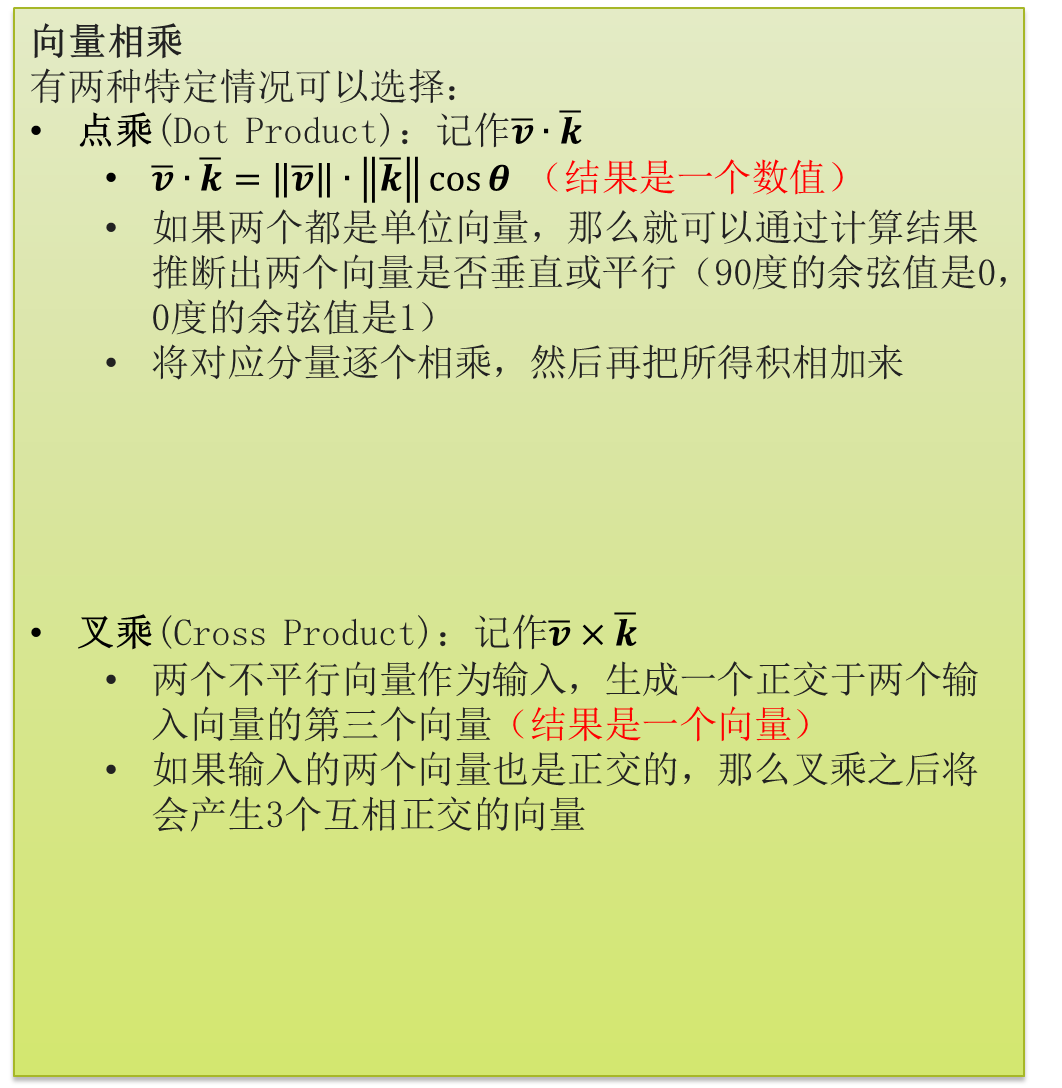 向量相乘
有两种特定情况可以选择：
• 点乘(Dot Product)：记作v̅·k̅
• v̅·k̅ = ‖v̅‖·‖k̅‖ cos θ （结果是一个数值）
• 如果两个都是单位向量，那么就可以通过计算结果
推断出两个向量是否垂直或平行（90度的余弦值是0，
0度的余弦值是1）
• 将对应分量逐个相乘，然后再把所得积相加来
• 叉乘(Cross Product)：记作v̅×k̅
• 两个不平行向量作为输入，生成一个正交于两个输
入向量的第三个向量（结果是一个向量）
• 如果输入的两个向量也是正交的，那么叉乘之后将
会产生3个互相正交的向量